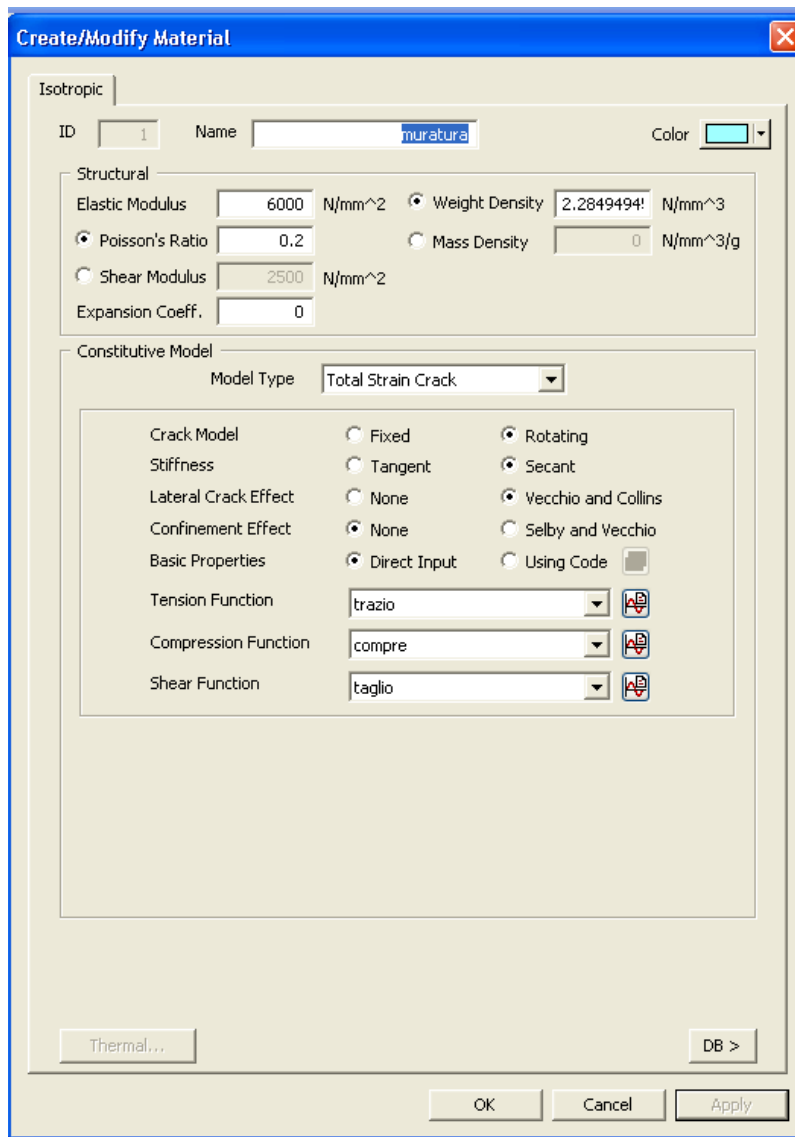 Create/Modify Material
Isotropic
ID 1 Name muratura Color
Structural
Elastic Modulus 6000 N/mm^2 Weight Density 2.2849494! N/mm^3
Poisson's Ratio 0.2 Mass Density 0 N/mm^3/g
Shear Modulus 2500 N/mm^2
Expansion Coeff. 0
Constitutive Model
Model Type Total Strain Crack
Crack Model Fixed Rotating
Stiffness Tangent Secant
Lateral Crack Effect None Vecchio and Collins
Confinement Effect None Selby and Vecchio
Basic Properties Direct Input Using Code
Tension Function trazio
Compression Function compre
Shear Function taglio
Thermal... DB >
OK Cancel Apply